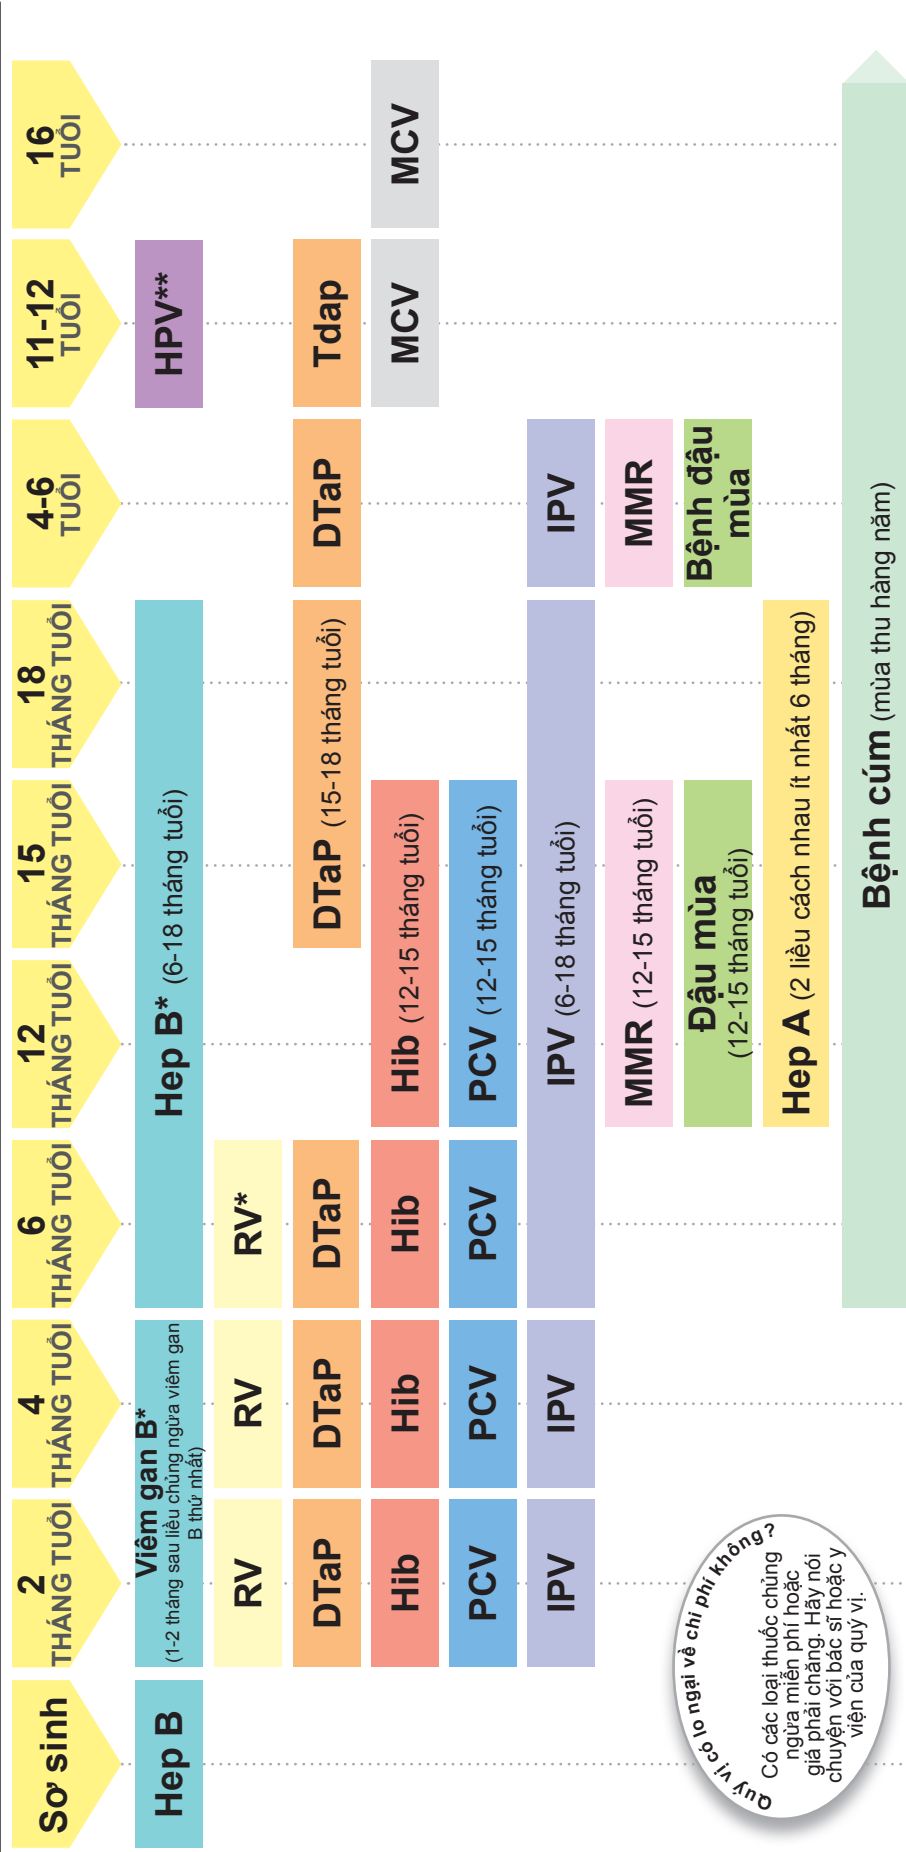 Sơ sinh
2
THÁNG TUỔI
4
THÁNG TUỔI
6
THÁNG TUỔI
12
THÁNG TUỔI
15
THÁNG TUỔI
18
THÁNG TUỔI
4-6
TUỔI
11-12
TUỔI
16
TUỔI
Hep B
Viêm gan B*
(1-2 tháng sau liều chủng ngừa viêm gan
B thứ nhất)
Hep B* (6-18 tháng tuổi)
HPV**
RV
RV
RV*
DTaP
DTaP
DTaP
DTaP (15-18 tháng tuổi)
DTaP
Tdap
Hib
Hib
Hib
Hib (12-15 tháng tuổi)
MCV
MCV
PCV
PCV
PCV
PCV (12-15 tháng tuổi)
IPV
IPV
IPV (6-18 tháng tuổi)
IPV
MMR (12-15 tháng tuổi)
MMR
Đậu mùa
(12-15 tháng tuổi)
Bệnh đậu
mùa
Hep A (2 liều cách nhau ít nhất 6 tháng)
Bệnh cúm (mùa thu hàng năm)
Quý vị có lo ngại về chi phí không?
Có các loại thuốc chủng
ngừa miễn phí hoặc
giá phải chăng. Hãy nói
chuyện với bác sĩ hoặc y
viện của quý vị.